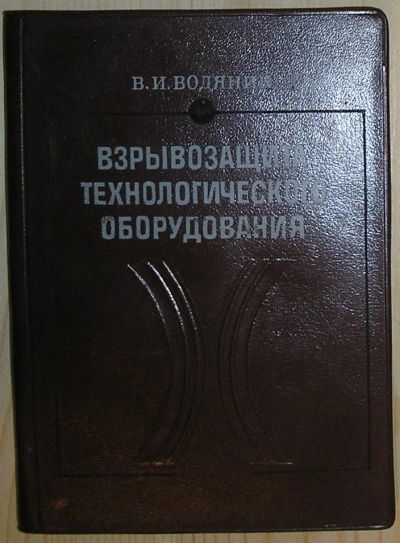 В.И.ВОДЯНИК
ВЗРЫВОЗАЩИТА
ТЕХНОЛОГИЧЕСКОГО
ОБОРУДОВАНИЯ